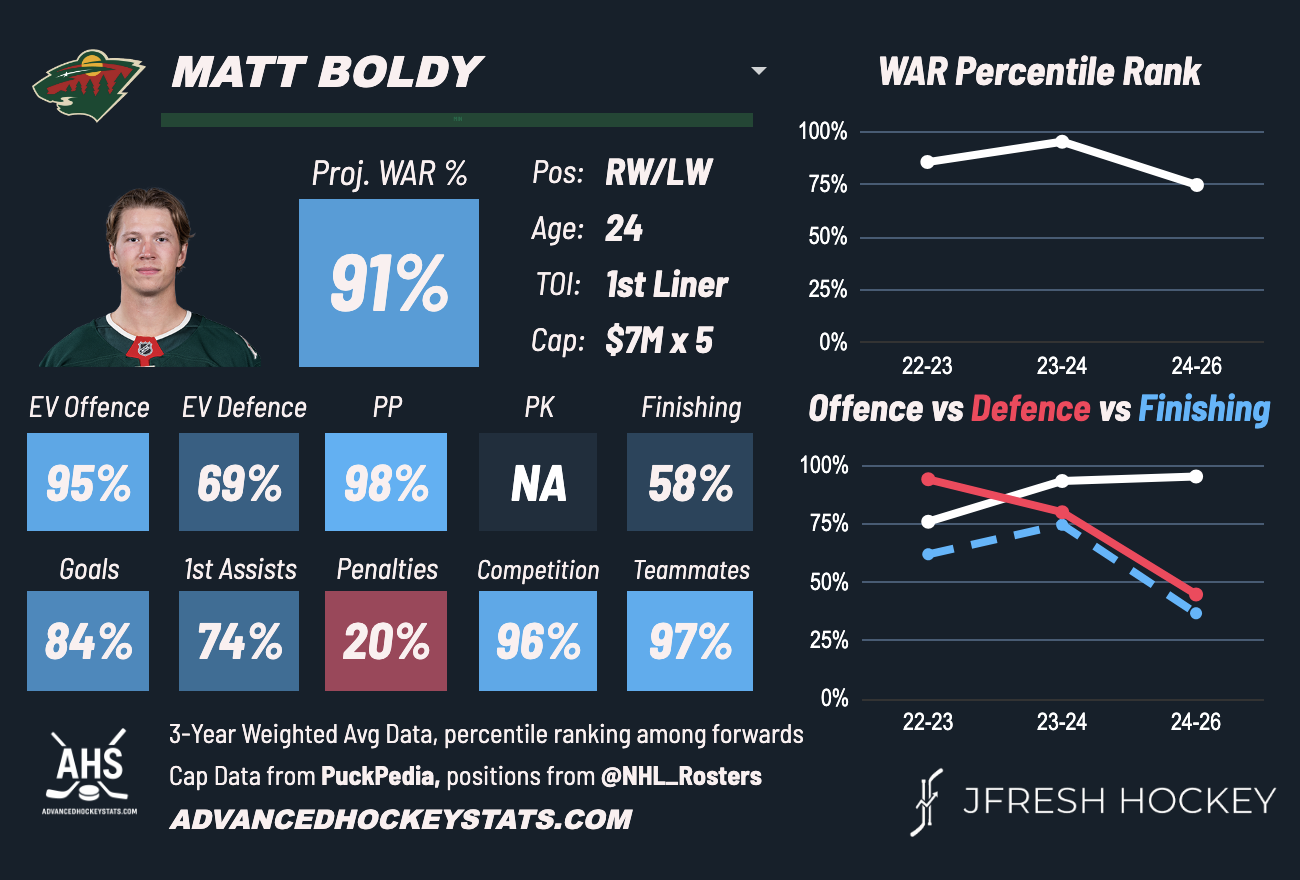 MATT BOLDY
Proj. WAR %
91%
Pos: RW/LW
Age: 24
TOI: 1st Liner
Cap: $7M x 5
EV Offence EV Defence PP PK Finishing
95% 69% 98% NA 58%
Goals 1st Assists Penalties Competition Teammates
84% 74% 20% 96% 97%
WAR Percentile Rank
100%
75%
50%
25%
0%
22-23 23-24 24-26
Offence vs Defence vs Finishing
100%
75%
50%
25%
0%
22-23 23-24 24-26
AHS
ADVANCEDHOCKEYSTATS.COM
3-Year Weighted Avg Data, percentile ranking among forwards
Cap Data from PuckPedia, positions from @NHL_Rosters
ADVANCEDHOCKEYSTATS.COM
JFRESH HOCKEY